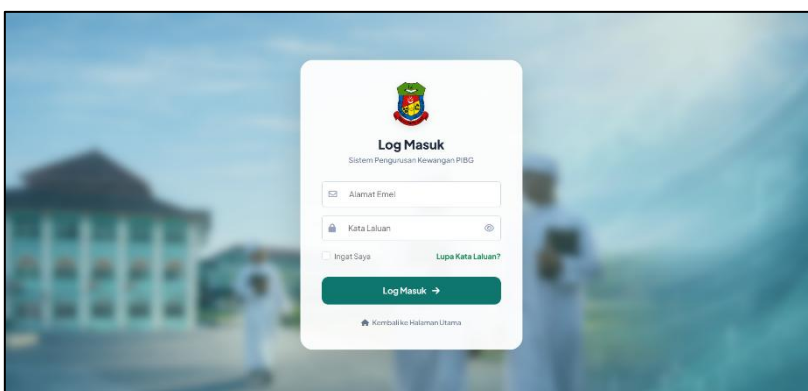 Log Masuk
Sistem Pengurusan Kewangan PIBG
Alamat Emel
Kata Laluan
Ingat Saya Lupa Kata Laluan?
Log Masuk →
Kembali ke Halaman Utama